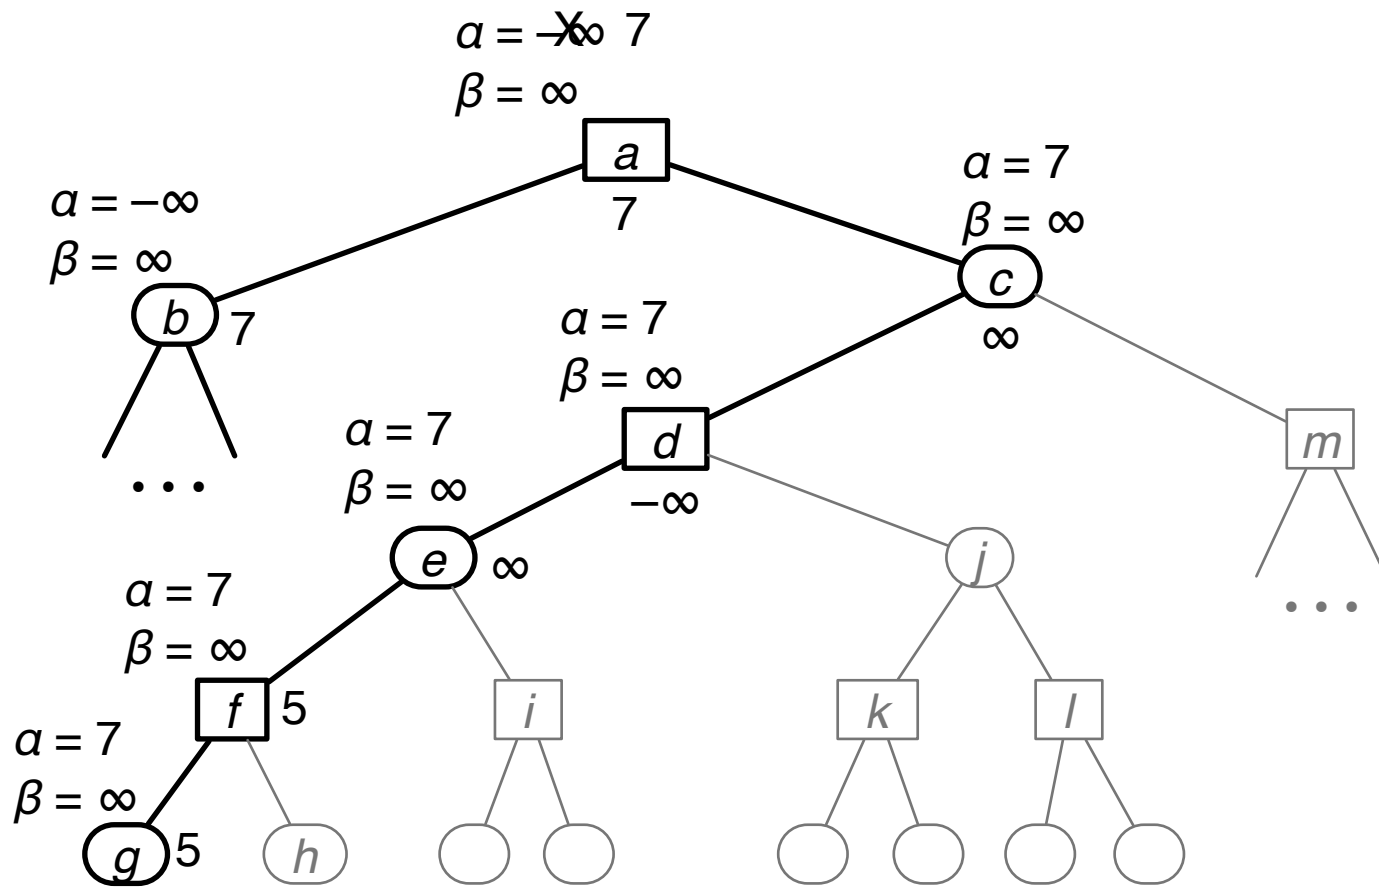 α = −∞ 7
β = ∞
a
7
α = 7
β = ∞
c
∞
α = −∞
β = ∞
b
7
...
α = 7
β = ∞
d
−∞
m
...
α = 7
β = ∞
e
∞
j
α = 7
β = ∞
f
5
i
k
l
α = 7
β = ∞
g
5
h